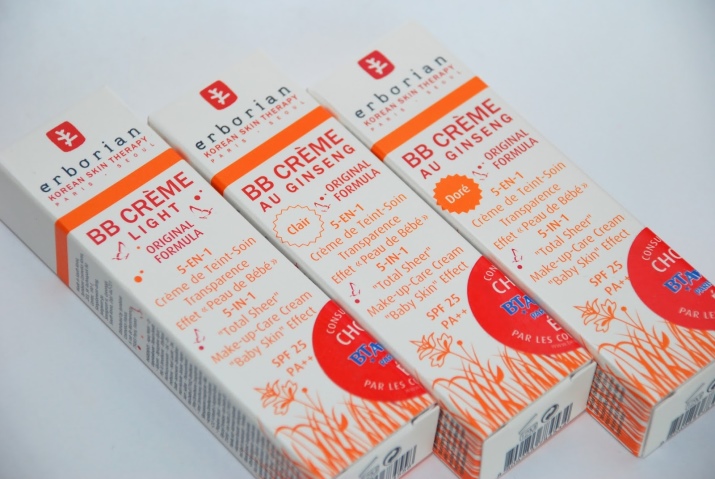 erborian
KOREAN SKIN THERAPY
PARIS · SEOUL
BB CRÈME
LIGHT
ORIGINAL
FORMULA
5-EN-1
Crème de Teint-Soin
Transparence
Effet « Peau de Bébé »
5-IN-1
"Total Sheer"
Make-up-Care Cream
"Baby Skin" Effect
SPF 25
PA++
erborian
KOREAN SKIN THERAPY
PARIS · SEOUL
BB CRÈME
AU GINSENG
Clair
ORIGINAL
FORMULA
5-EN-1
Crème de Teint-Soin
Transparence
Effet « Peau de Bébé »
5-IN-1
"Total Sheer"
Make-up-Care Cream
"Baby Skin" Effect
SPF 25
PA++
PAR LES
erborian
KOREAN SKIN THERAPY
PARIS · SEOUL
BB CRÈME
AU GINSENG
Doré
ORIGINAL
FORMULA
5-EN-1
Crème de Teint-Soin
Transparence
Effet « Peau de Bébé »
5-IN-1
"Total Sheer"
Make-up-Care Cream
"Baby Skin" Effect
SPF 25
PA++
PAR LES